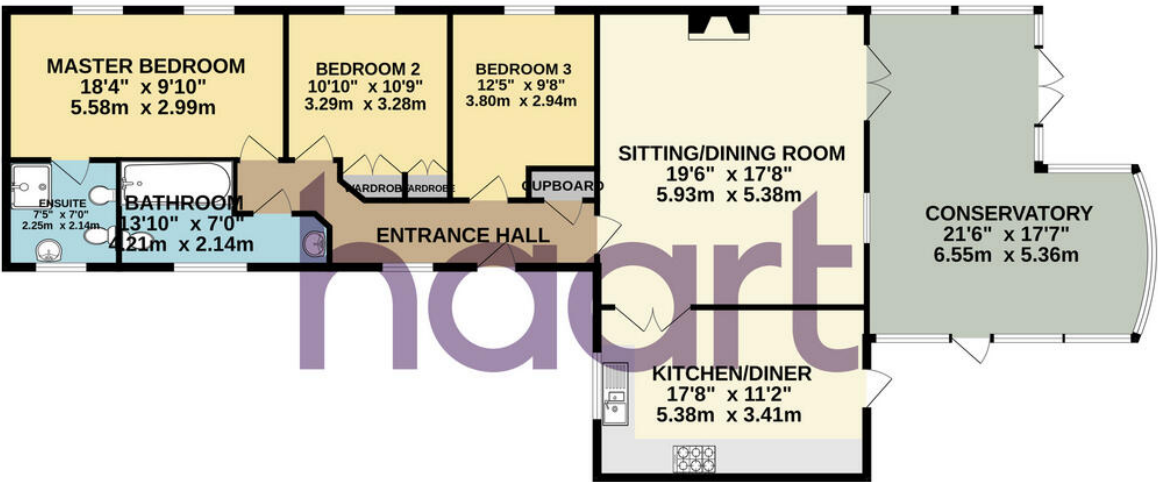 MASTER BEDROOM
18'4" x 9'10"
5.58m x 2.99m
BEDROOM 2
10'10" x 10'9"
3.29m x 3.28m
BEDROOM 3
12'5" x 9'8"
3.80m x 2.94m
SITTING/DINING ROOM
19'6" x 17'8"
5.93m x 5.38m
CONSERVATORY
21'6" x 17'7"
6.55m x 5.36m
ENSUITE
7'5" x 7'0"
2.25m x 2.14m
BATHROOM
13'10" x 7'0"
4.21m x 2.14m
WARDROBE
WARDROBE
CUPBOARD
ENTRANCE HALL
haart
KITCHEN/DINER
17'8" x 11'2"
5.38m x 3.41m